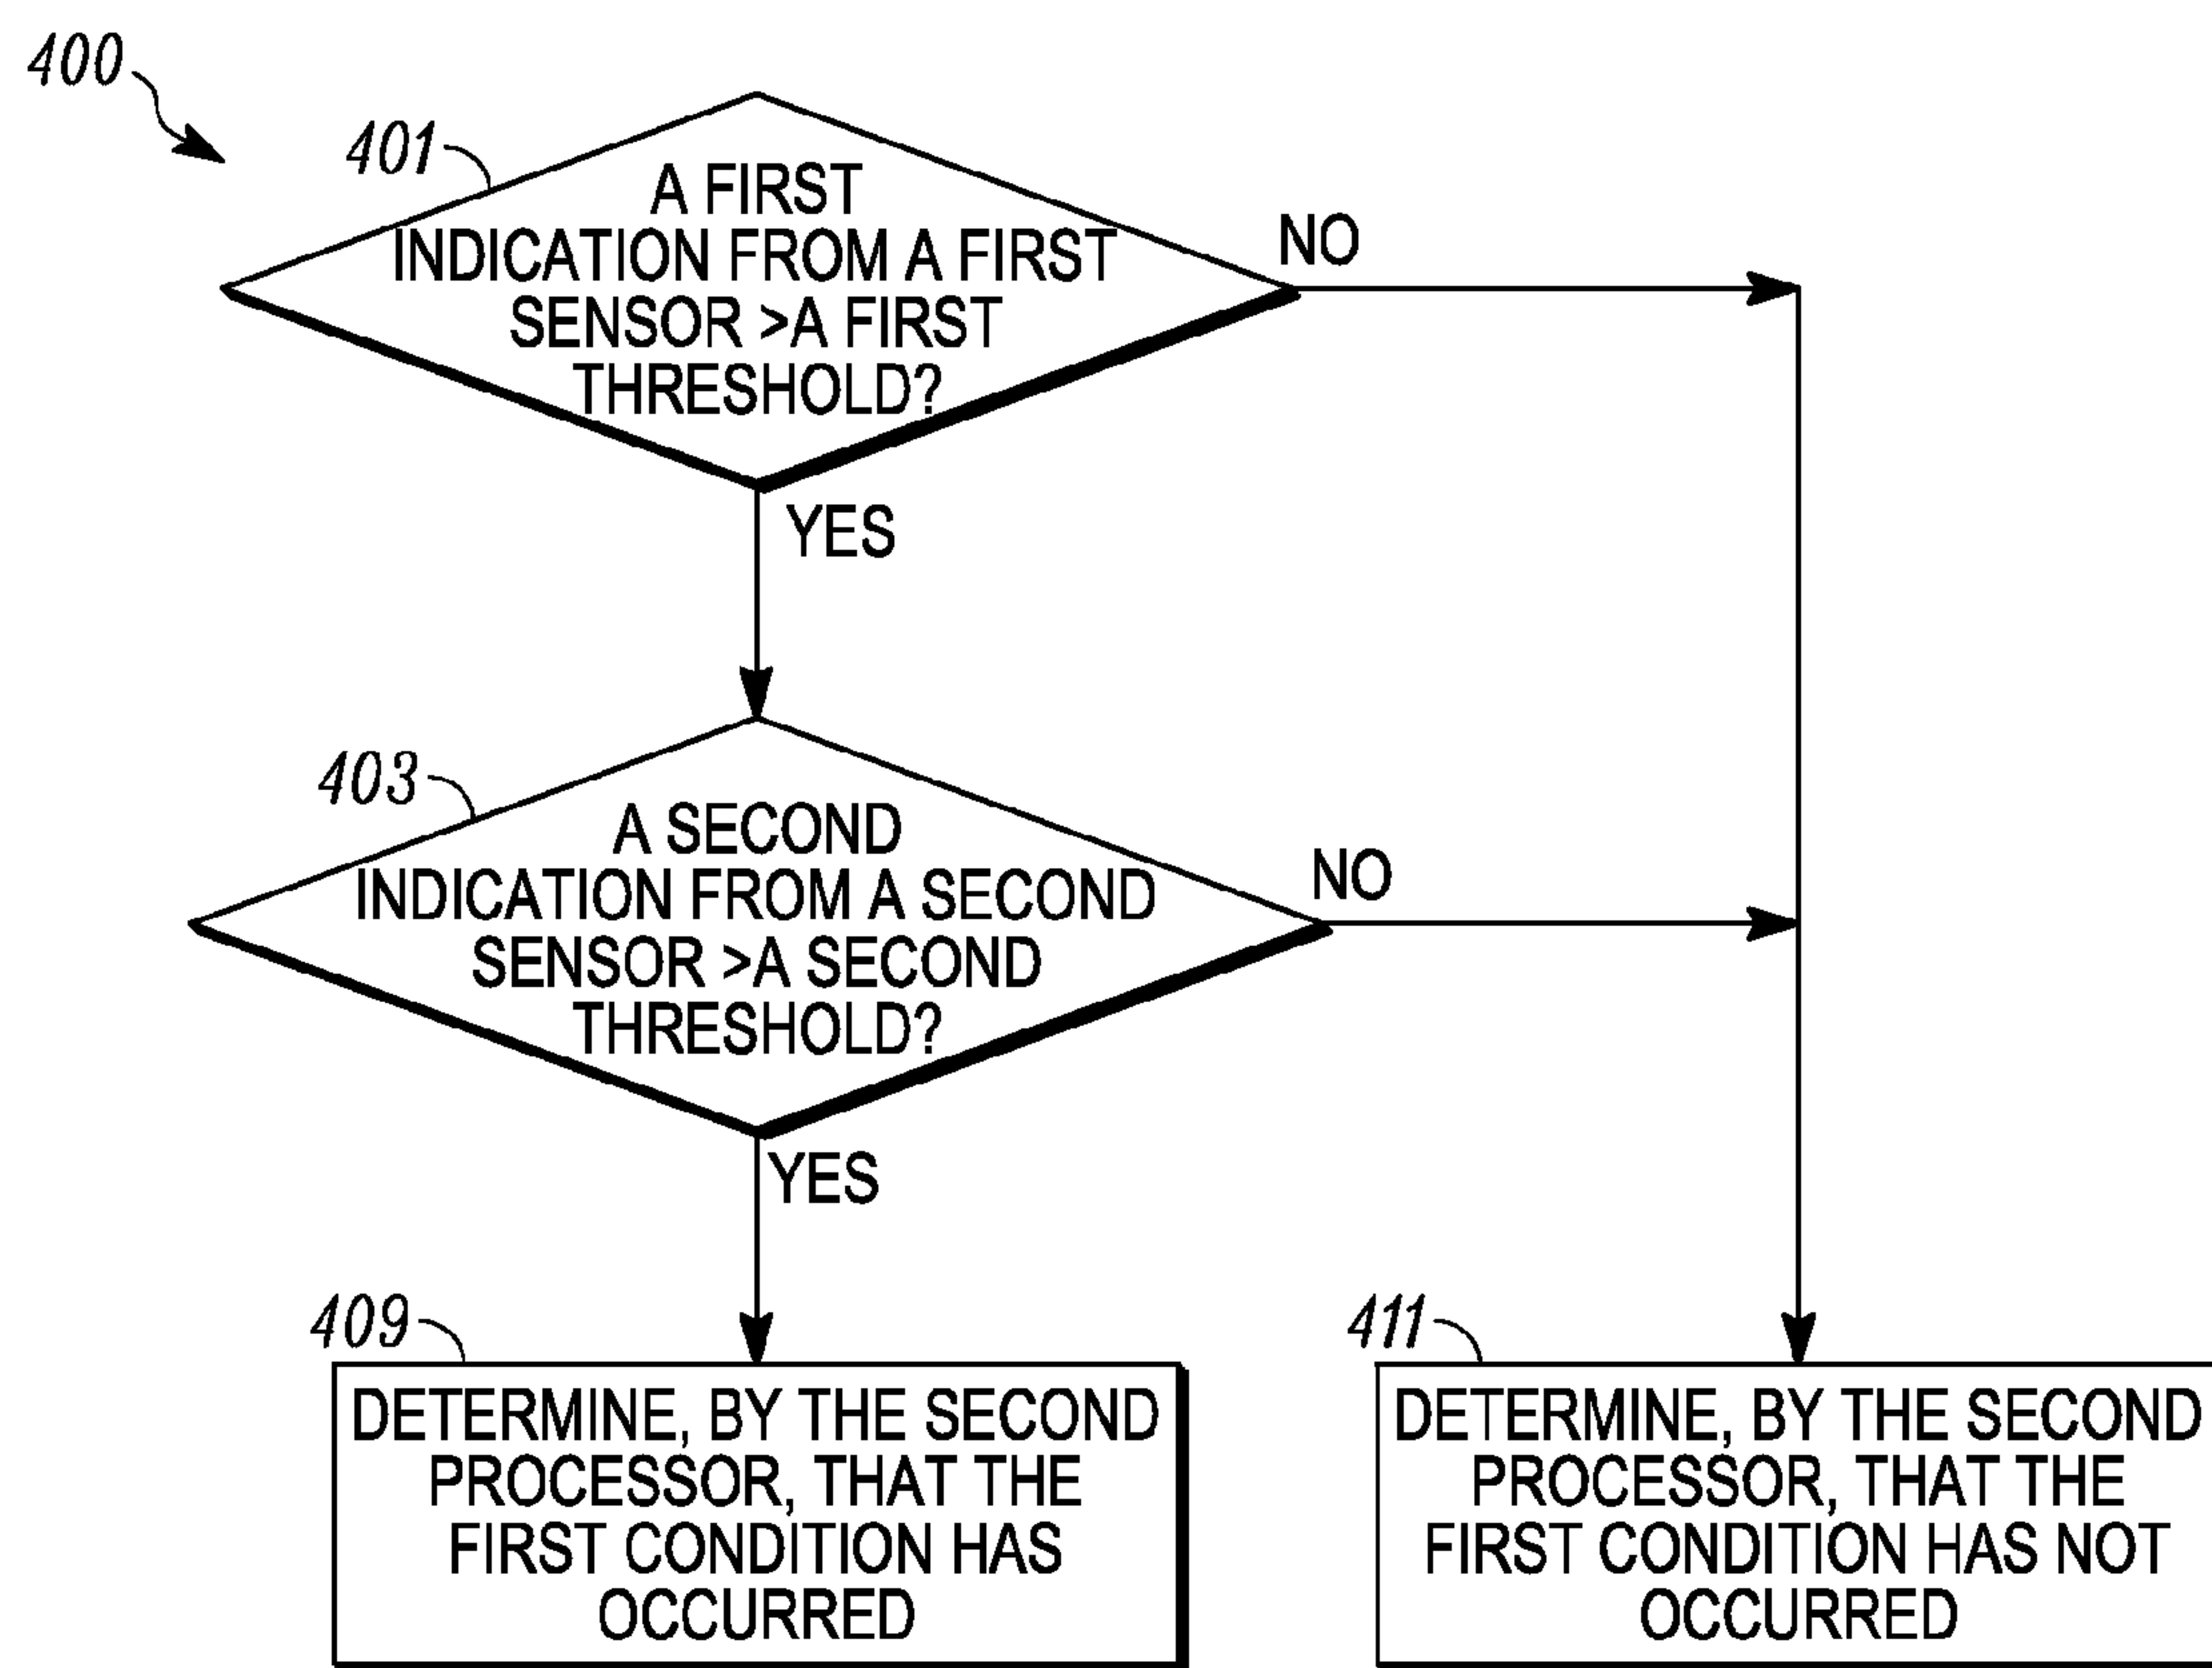 400
401
A FIRST
INDICATION FROM A FIRST
SENSOR >A FIRST
THRESHOLD?
NO
YES
403
A SECOND
INDICATION FROM A SECOND
SENSOR >A SECOND
THRESHOLD?
NO
YES
409
DETERMINE, BY THE SECOND
PROCESSOR, THAT THE
FIRST CONDITION HAS
OCCURRED
411
DETERMINE, BY THE SECOND
PROCESSOR, THAT THE
FIRST CONDITION HAS NOT
OCCURRED